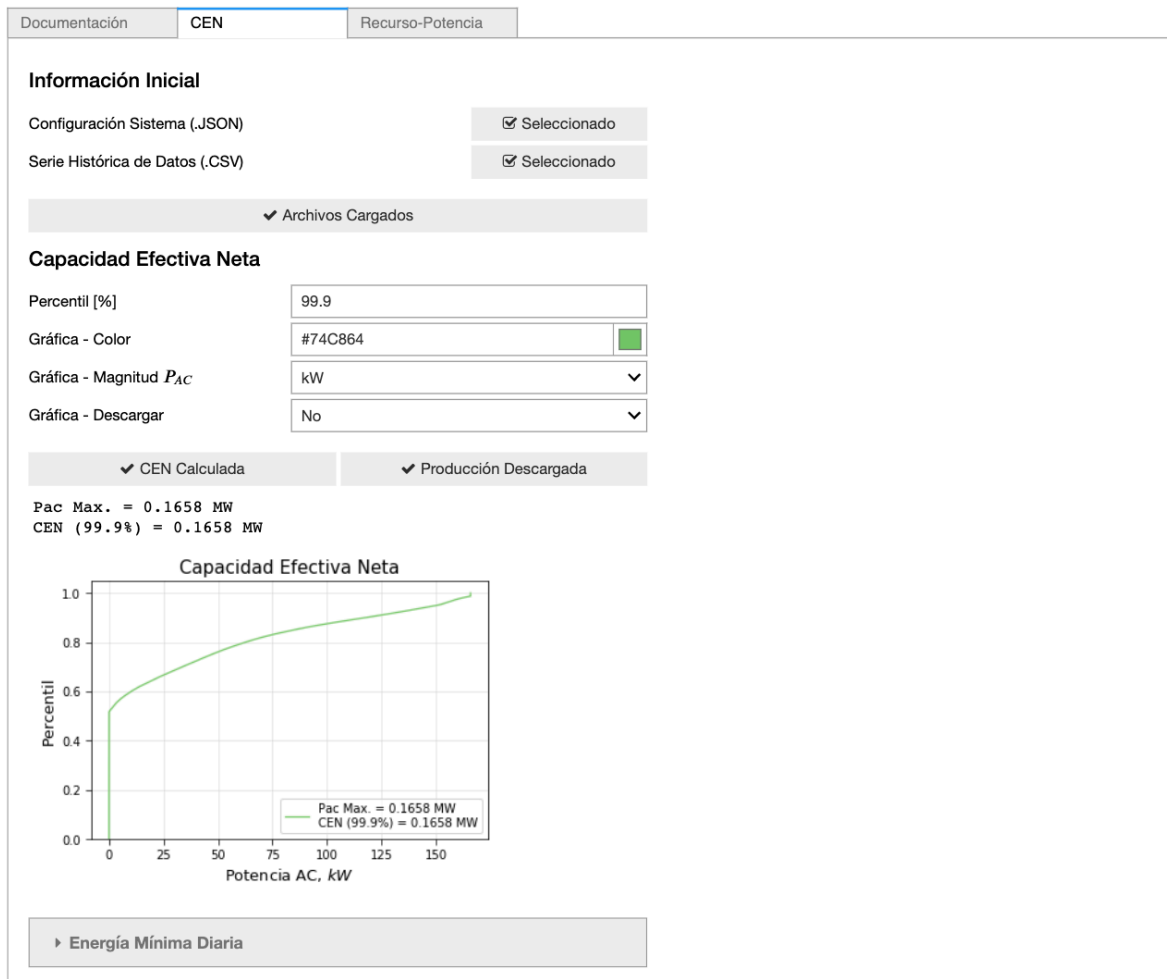 Documentación
CEN
Recurso-Potencia
Información Inicial
Configuración Sistema (.JSON)
Seleccionado
Serie Histórica de Datos (.CSV)
Seleccionado
Archivos Cargados
Capacidad Efectiva Neta
Percentil [%]
99.9
Gráfica - Color
#74C864
Gráfica - Magnitud PAC
kW
Gráfica - Descargar
No
CEN Calculada
Producción Descargada
Pac Max. = 0.1658 MW
CEN (99.9%) = 0.1658 MW
Capacidad Efectiva Neta
1.0
0.8
0.6
0.4
0.2
0.0
Percentil
Pac Max. = 0.1658 MW
CEN (99.9%) = 0.1658 MW
0 25 50 75 100 125 150
Potencia AC, kW
Energía Mínima Diaria